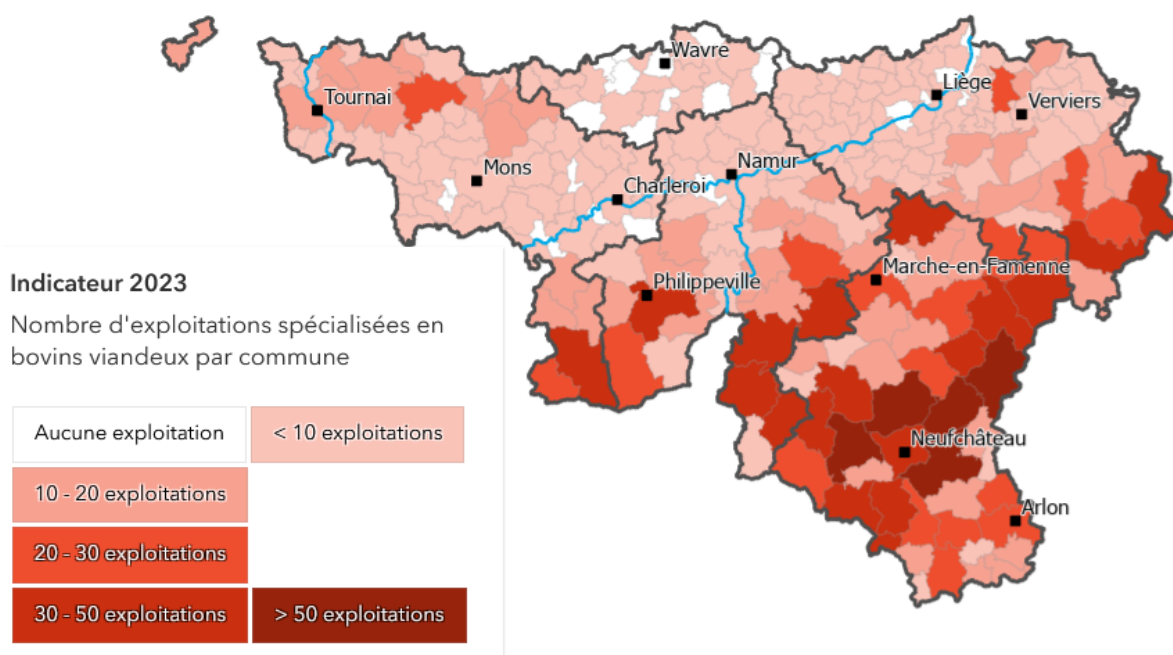 Wavre
Liège
Tournai
Verviers
Mons
Namur
Charleroi
Marche-en-Famenne
Philippeville
Neufchâteau
Arlon
Indicateur 2023
Nombre d'exploitations spécialisées en
bovins viandeux par commune
Aucune exploitation
< 10 exploitations
10 - 20 exploitations
20 - 30 exploitations
30 - 50 exploitations
> 50 exploitations